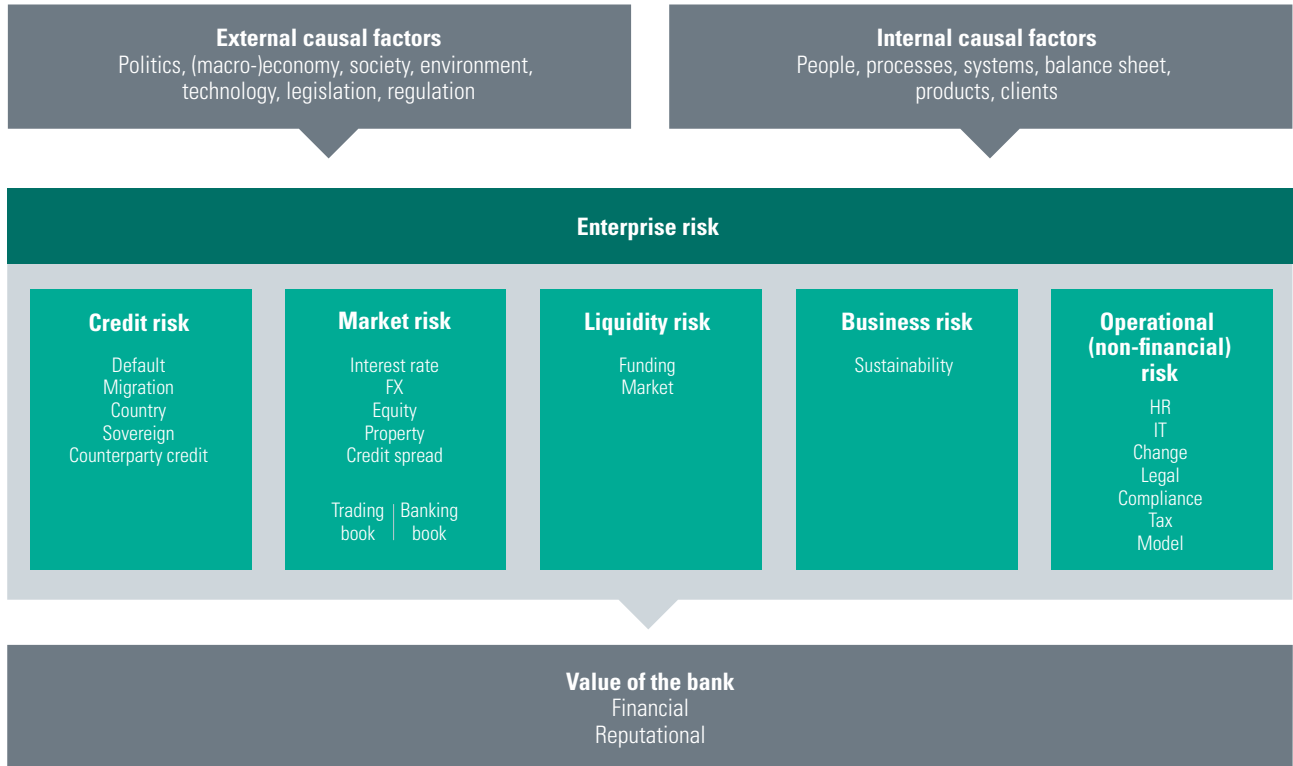 External causal factors
Politics, (macro-)economy, society, environment,
technology, legislation, regulation
Internal causal factors
People, processes, systems, balance sheet,
products, clients
Enterprise risk
Credit risk
Default
Migration
Country
Sovereign
Counterparty credit
Market risk
Interest rate
FX
Equity
Property
Credit spread
Trading
book
Banking
book
Liquidity risk
Funding
Market
Business risk
Sustainability
Operational
(non-financial)
risk
HR
IT
Change
Legal
Compliance
Tax
Model
Value of the bank
Financial
Reputational